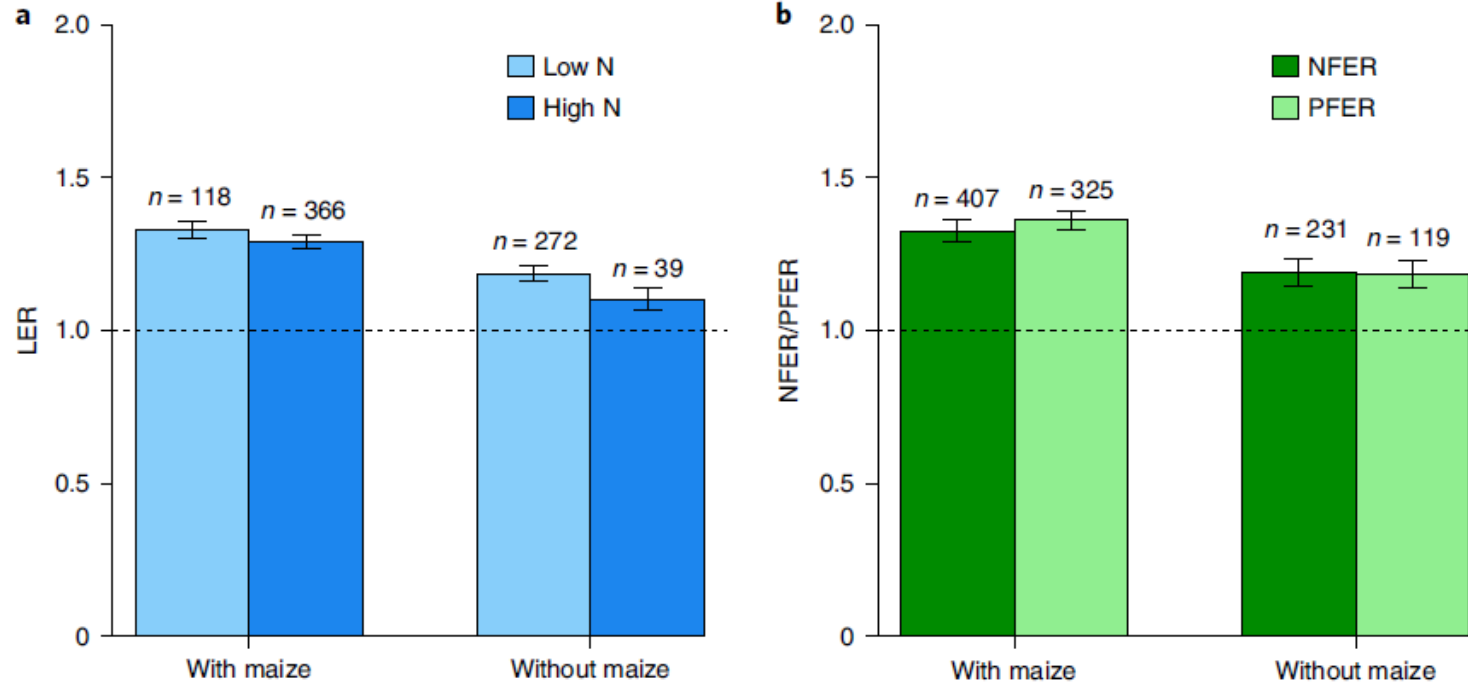 a
2.0
1.5
1.0
0.5
0
LER
Low N
High N
n = 118
n = 366
n = 272
n = 39
With maize
Without maize
b
2.0
1.5
1.0
0.5
0
NFER/PFER
NFER
PFER
n = 407
n = 325
n = 231
n = 119
With maize
Without maize